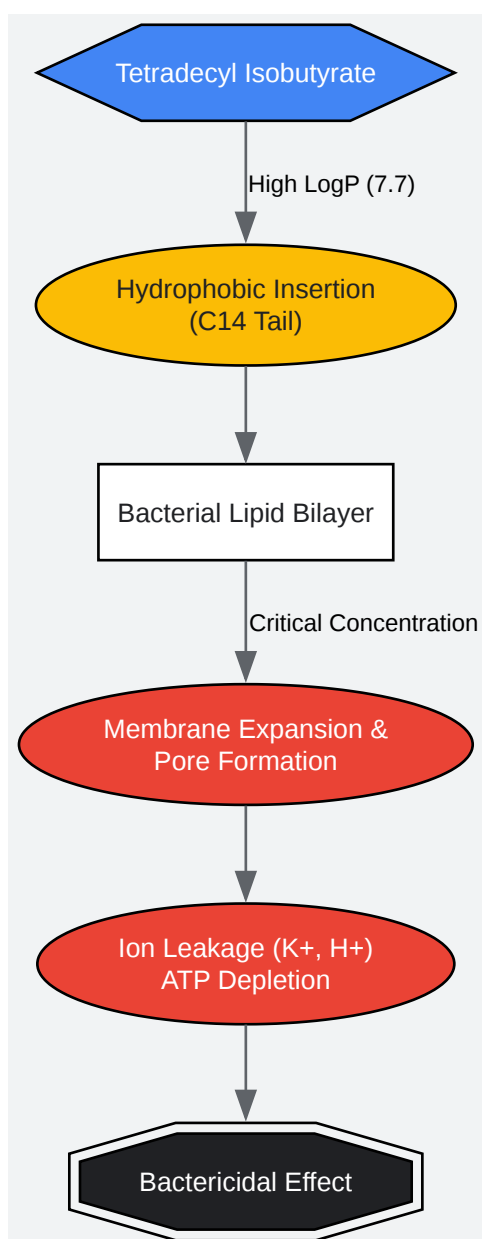 Tetradecyl Isobutyrate
High LogP (7.7)
Hydrophobic Insertion
(C14 Tail)
Bacterial Lipid Bilayer
Critical Concentration
Membrane Expansion &
Pore Formation
Ion Leakage (K+, H+)
ATP Depletion
Bactericidal Effect